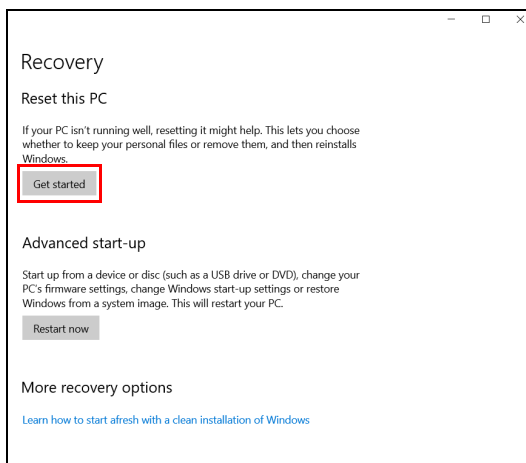 Recovery
Reset this PC
If your PC isn't running well, resetting it might help. This lets you choose
whether to keep your personal files or remove them, and then reinstalls
Windows.
Get started
Advanced start-up
Start up from a device or disc (such as a USB drive or DVD), change your
PC's firmware settings, change Windows start-up settings or restore
Windows from a system image. This will restart your PC.
Restart now
More recovery options
Learn how to start afresh with a clean installation of Windows